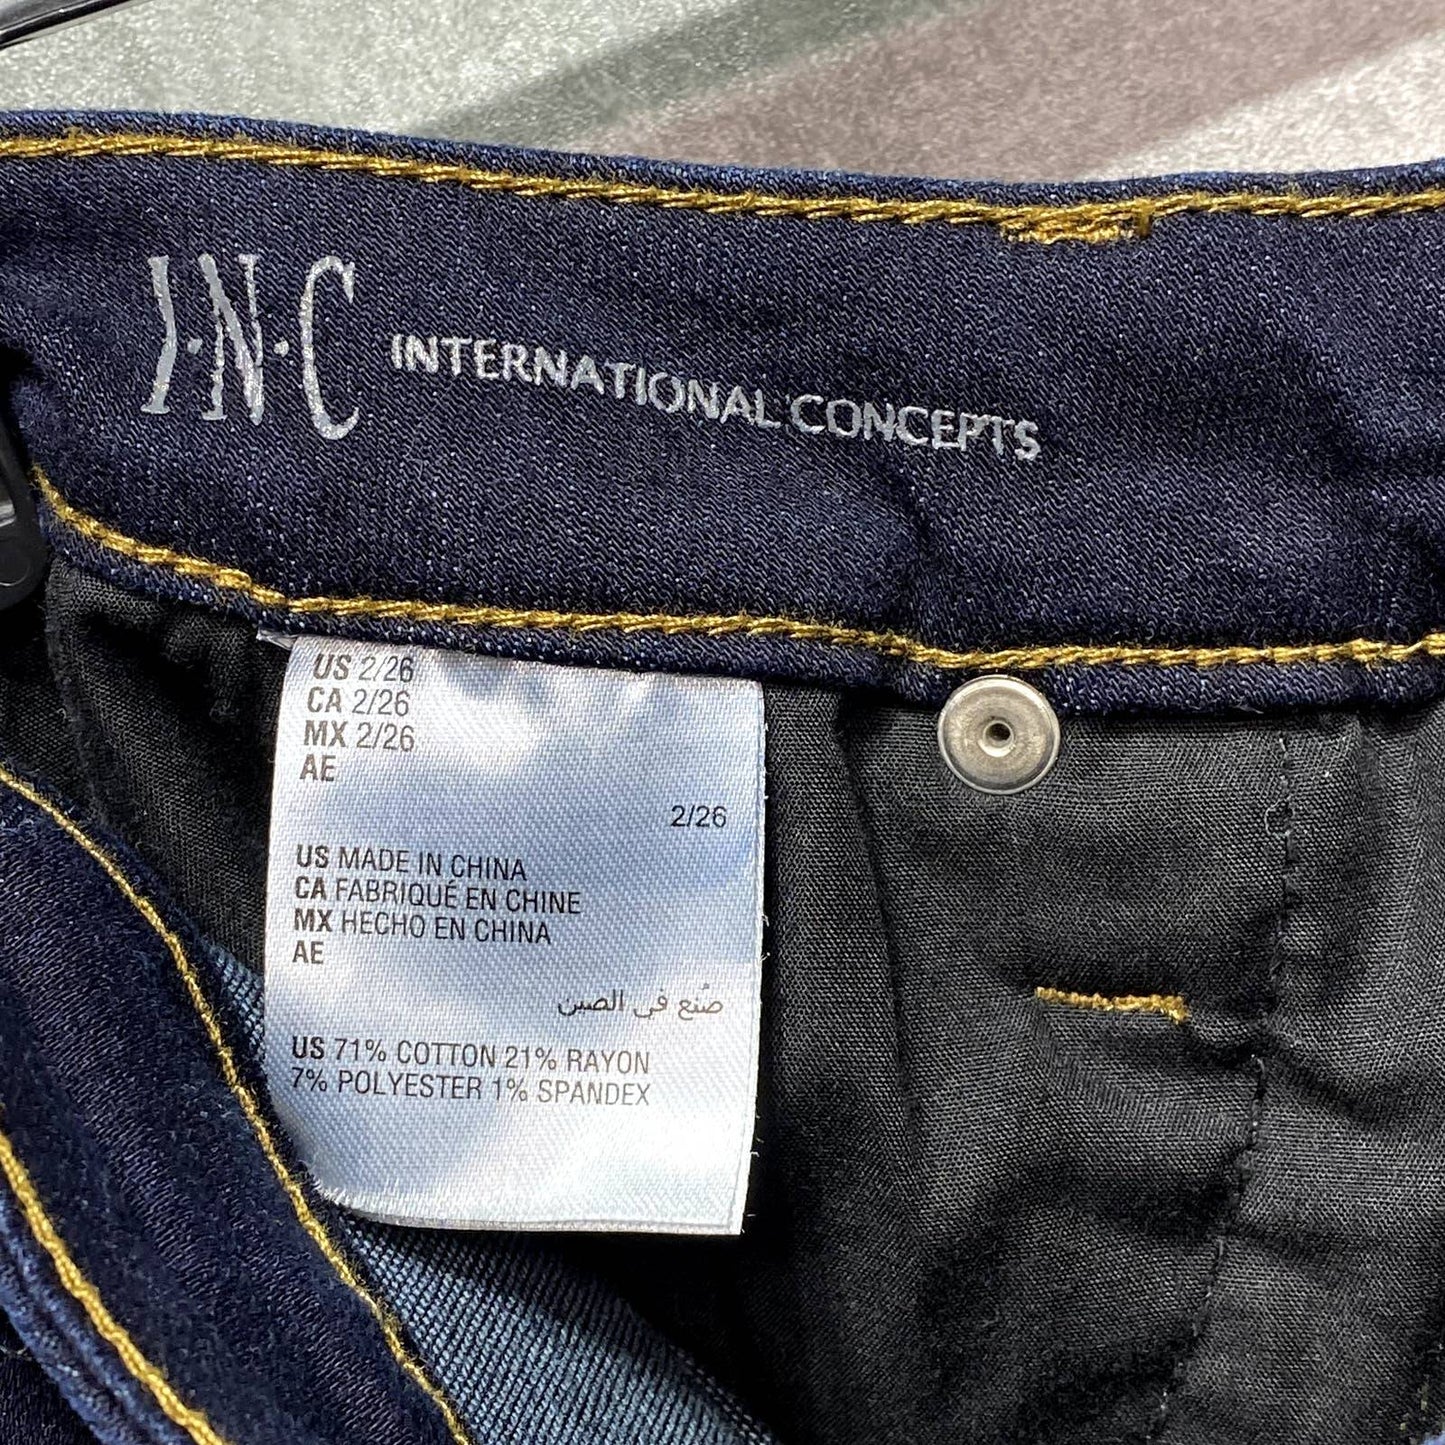 I·N·C INTERNATIONAL CONCEPTS
US 2/26
CA 2/26
MX 2/26
AE
2/26
US MADE IN CHINA
CA FABRIQUÉ EN CHINE
MX HECHO EN CHINA
AE
صُنع في الصين
US 71% COTTON 21% RAYON
7% POLYESTER 1% SPANDEX